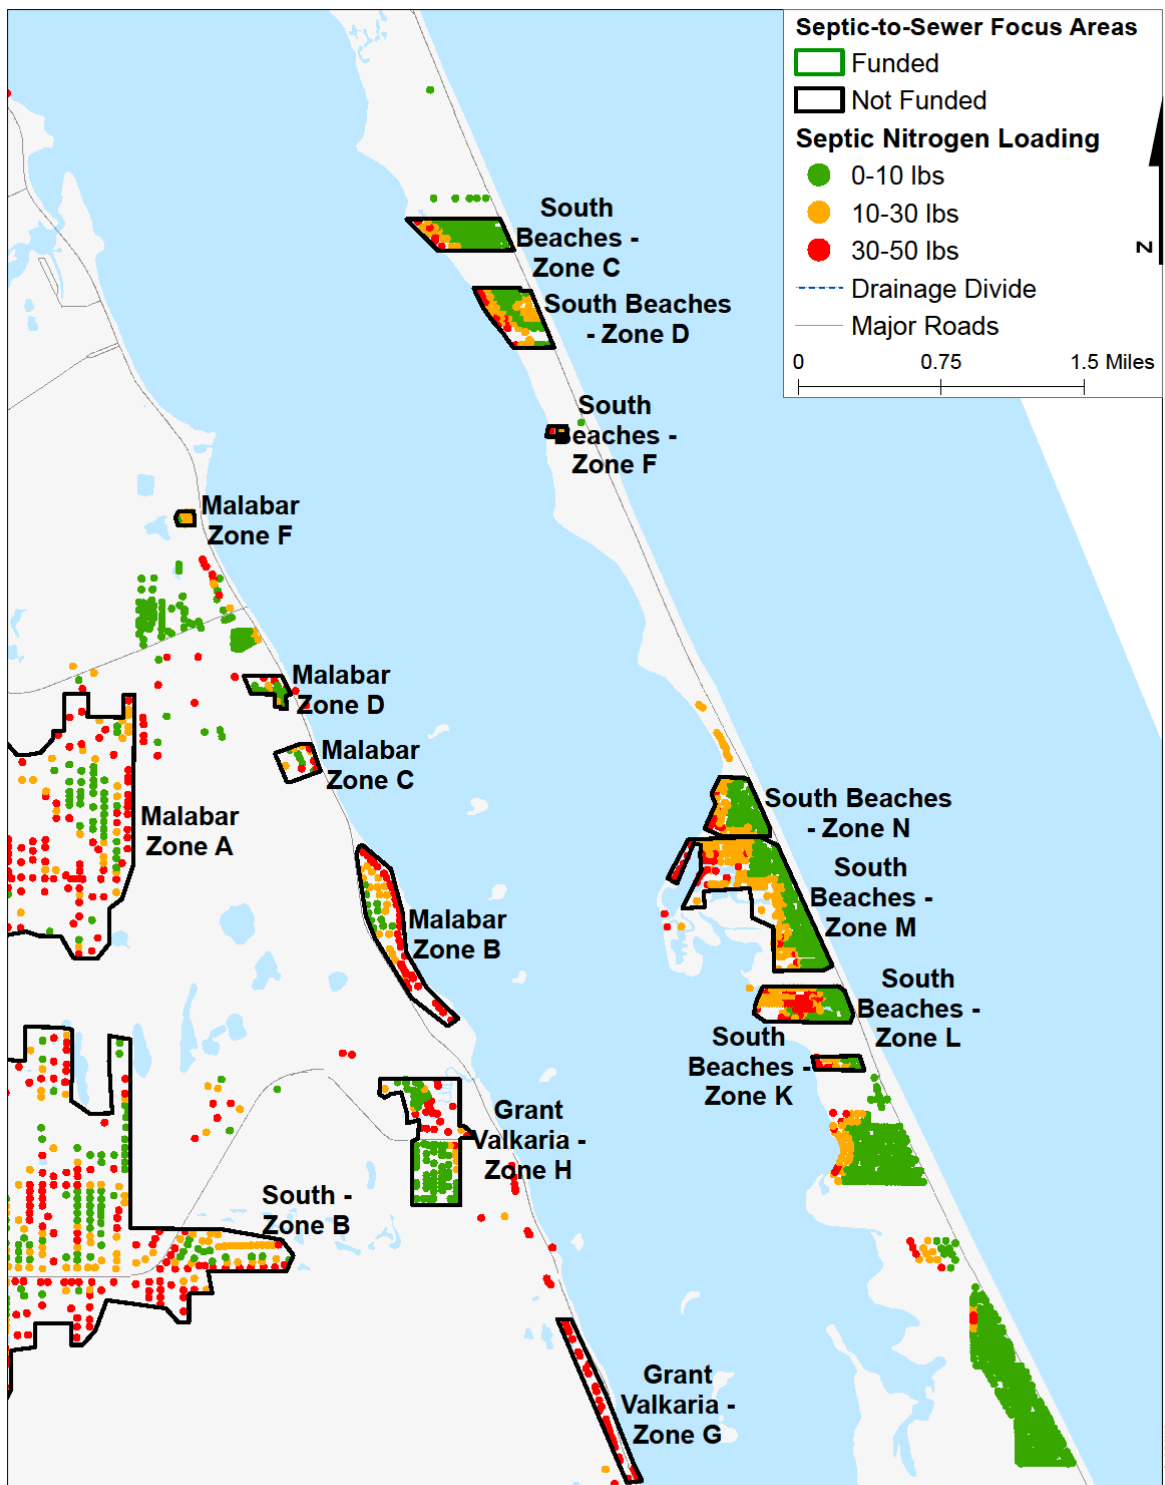 Septic-to-Sewer Focus Areas
Funded
Not Funded
Septic Nitrogen Loading
0-10 lbs
10-30 lbs
30-50 lbs
Drainage Divide
Major Roads
0 0.75 1.5 Miles
N
South
Beaches -
Zone C
South Beaches
- Zone D
South
Beaches -
Zone F
Malabar
Zone F
Malabar
Zone D
Malabar
Zone C
Malabar
Zone A
South Beaches
- Zone N
South
Beaches -
Zone M
Malabar
Zone B
South
Beaches -
Zone L
South
Beaches -
Zone K
Grant
Valkaria -
Zone H
South -
Zone B
Grant
Valkaria -
Zone G